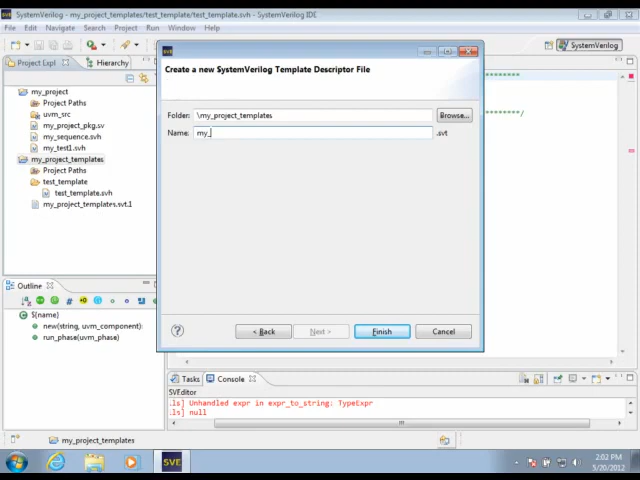 SystemVerilog - my_project_templates/test_template/test_template.svh - SystemVerilog IDE
File Edit Navigate Search Project Run Window Help
SystemVerilog
Project Expl
Hierarchy
my_project
Project Paths
uvm_src
my_project_pkg.sv
my_sequence.svh
my_test1.svh
my_project_templates
Project Paths
test_template
test_template.svh
my_project_templates.svt.1
SVE
Create a new SystemVerilog Template Descriptor File
Folder: \my_project_templates Browse...
Name: my_ .svt
< Back Next > Finish Cancel
Outline
${name}
new(string, uvm_component):
run_phase(uvm_phase)
Tasks Console
SVEditor
.ls] Unhandled expr in expr_to_string: TypeExpr
.ls] null
my_project_templates
SVE
2:02 PM
5/20/2012